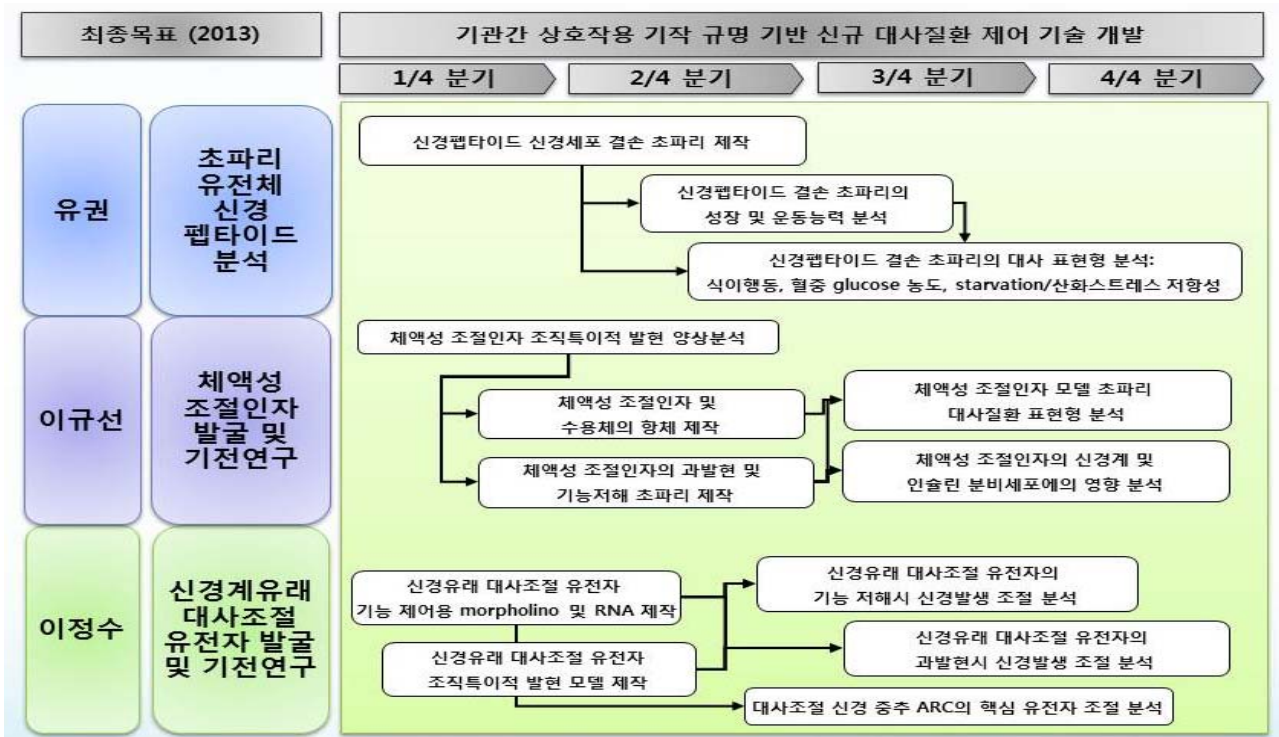 최종목표 (2013)
기관간 상호작용 기작 규명 기반 신규 대사질환 제어 기술 개발
1/4 분기
2/4 분기
3/4 분기
4/4 분기
유권
초파리
유전체
신경
펩타이드
분석
신경펩타이드 신경세포 결손 초파리 제작
신경펩타이드 결손 초파리의
성장 및 운동능력 분석
신경펩타이드 결손 초파리의 대사 표현형 분석:
식이행동, 혈중 glucose 농도, starvation/산화스트레스 저항성
이규선
체액성
조절인자
발굴 및
기전연구
체액성 조절인자 조직특이적 발현 양상분석
체액성 조절인자 및
수용체의 항체 제작
체액성 조절인자의 과발현 및
기능저해 초파리 제작
체액성 조절인자 모델 초파리
대사질환 표현형 분석
체액성 조절인자의 신경계 및
인슐린 분비세포에의 영향 분석
이정수
신경계유래
대사조절
유전자 발굴
및 기전연구
신경유래 대사조절 유전자
기능 제어용 morpholino 및 RNA 제작
신경유래 대사조절 유전자
조직특이적 발현 모델 제작
신경유래 대사조절 유전자의
기능 저해시 신경발생 조절 분석
신경유래 대사조절 유전자의
과발현시 신경발생 조절 분석
대사조절 신경 중추 ARC의 핵심 유전자 조절 분석